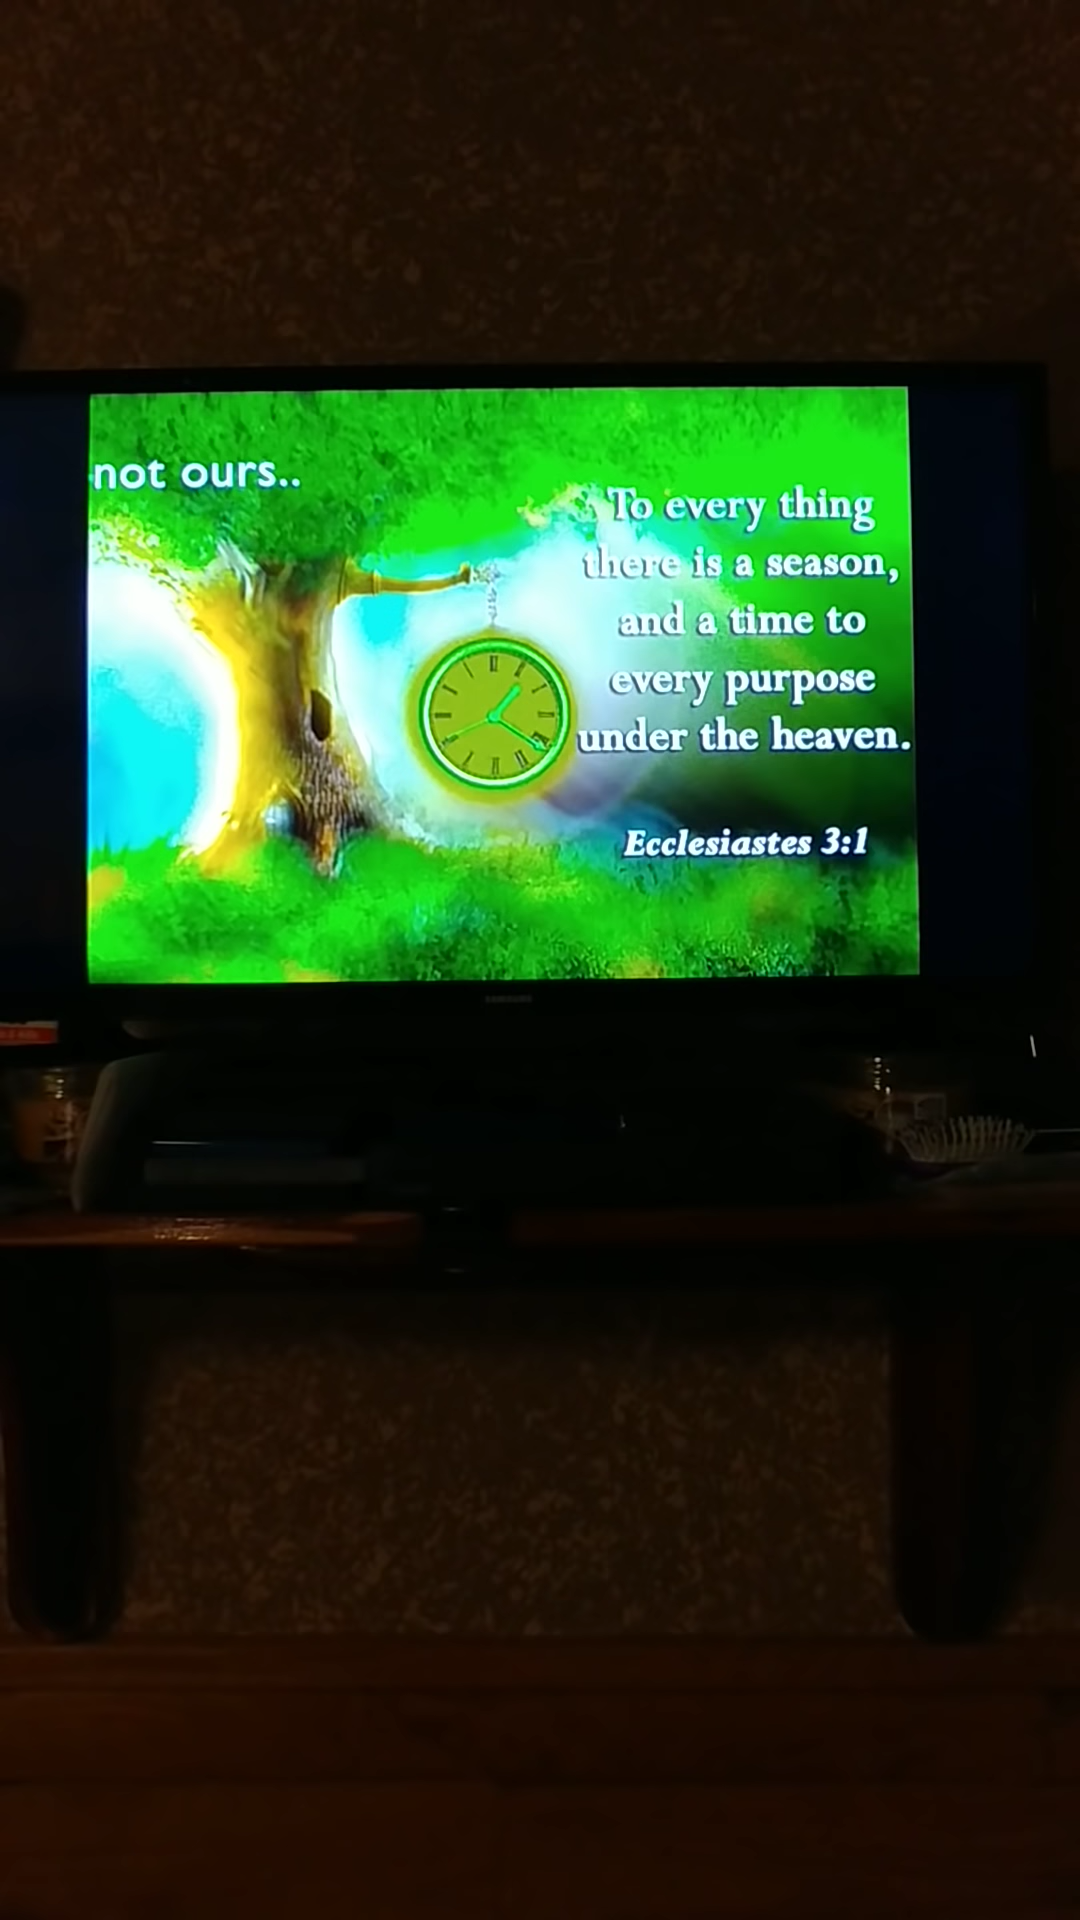 not ours..
To every thing
there is a season,
and a time to
every purpose
under the heaven.
Ecclesiastes 3:1
SAMSUNG